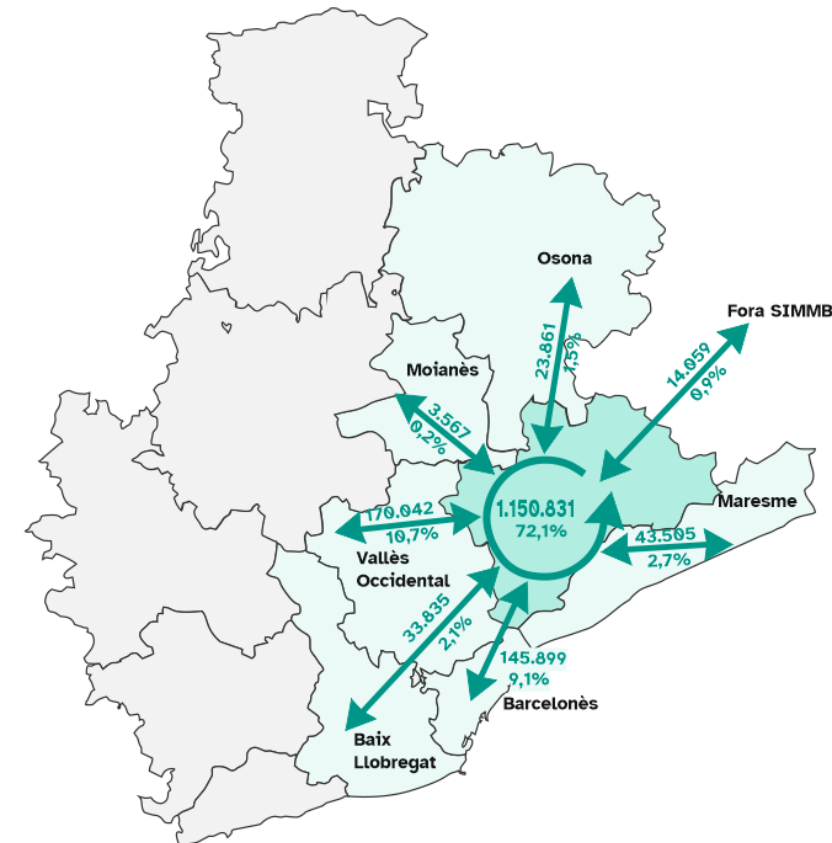 Osona
23.861
1,5%
Fora SIMMB
14.059
0,9%
Moianès
3.567
0,2%
1.150.831
72,1%
Maresme
43.505
2,7%
170.042
10,7%
Vallès
Occidental
33.835
2,1%
145.899
9,1%
Barcelonès
Baix
Llobregat